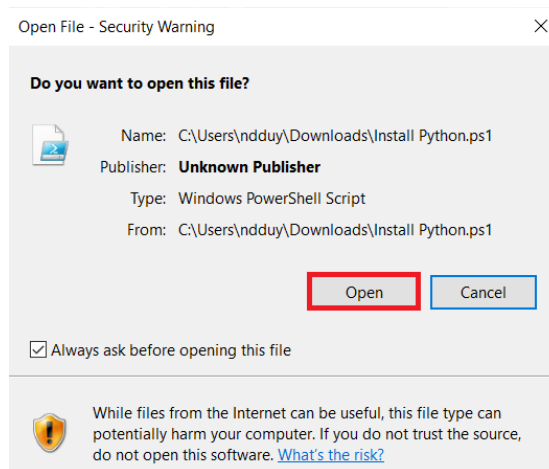 Open File - Security Warning
Do you want to open this file?
Name: C:\Users\ndduy\Downloads\Install Python.ps1
Publisher: Unknown Publisher
Type: Windows PowerShell Script
From: C:\Users\ndduy\Downloads\Install Python.ps1
Open Cancel
Always ask before opening this file
While files from the Internet can be useful, this file type can
potentially harm your computer. If you do not trust the source,
do not open this software. What's the risk?